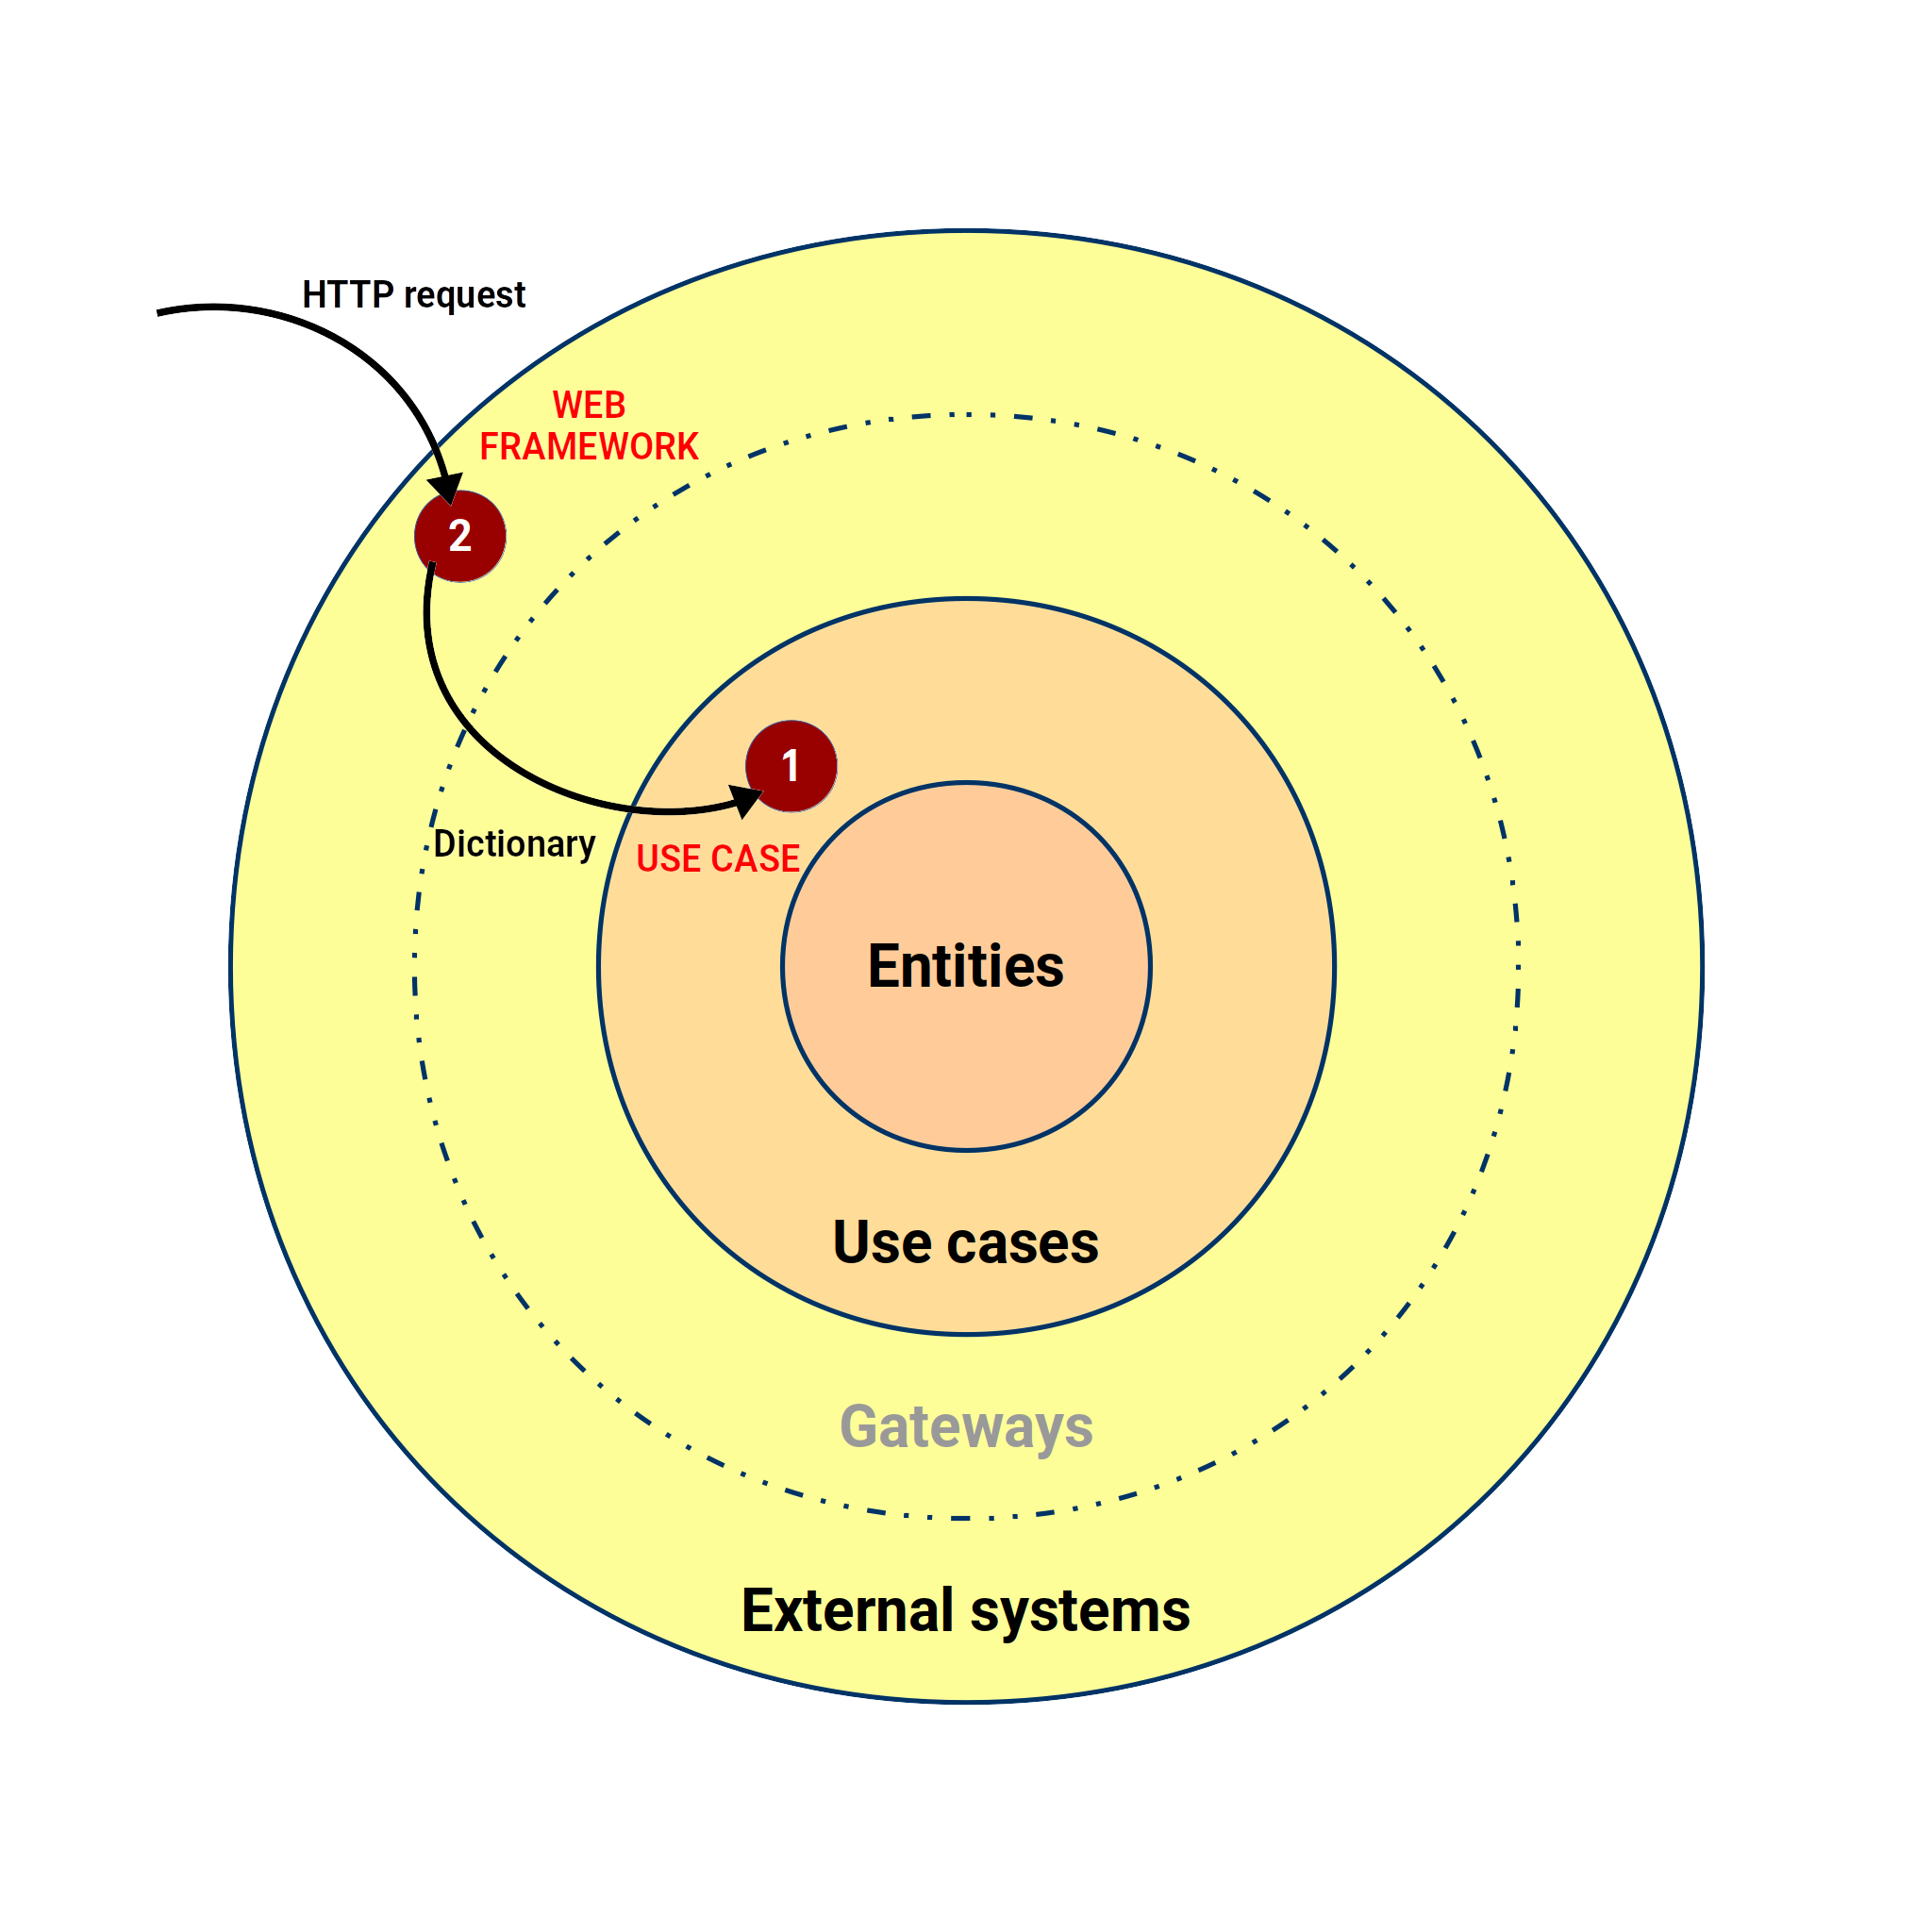 HTTP request
WEB
FRAMEWORK
2
1
Dictionary
USE CASE
Entities
Use cases
Gateways
External systems